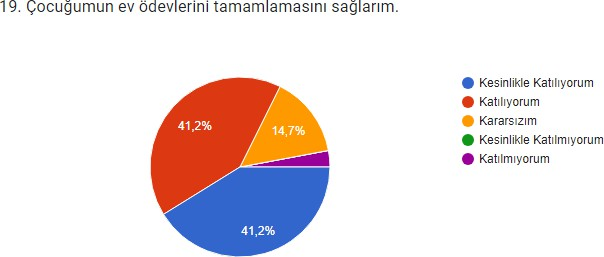 19. Çocuğumun ev ödevlerini tamamlamasını sağlarım.
41,2%
14,7%
41,2%
Kesinlikle Katılıyorum
Katılıyorum
Kararsızım
Kesinlikle Katılmıyorum
Katılmıyorum